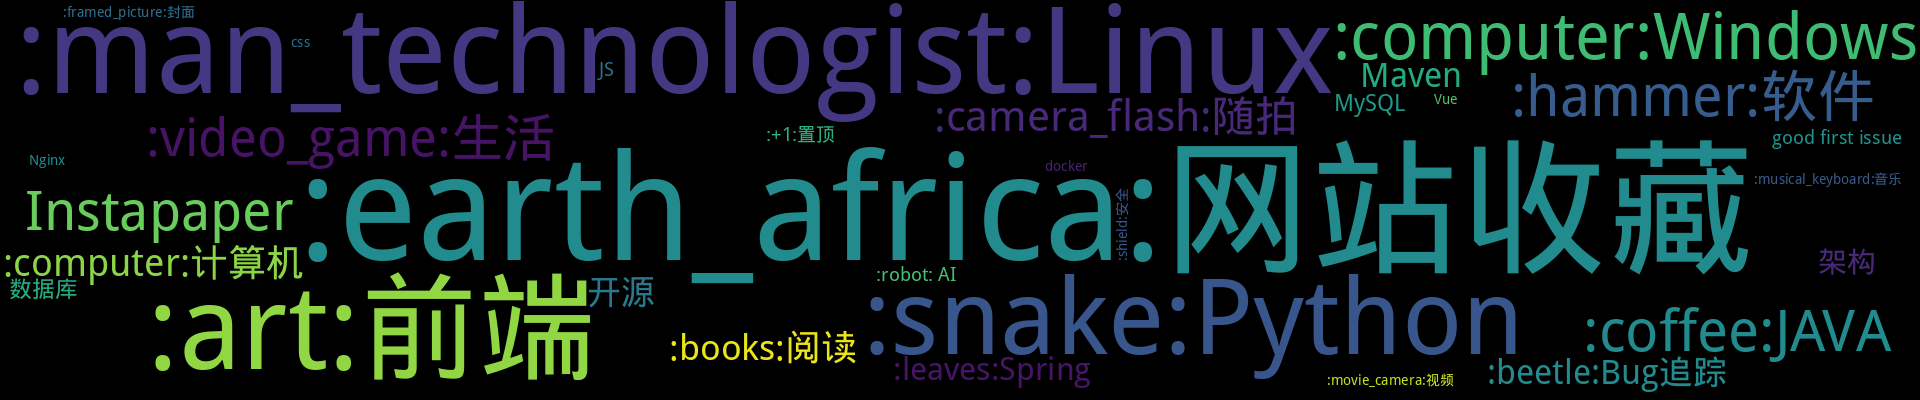 :framed_picture:封面
:man_technologist:Linux
:computer:Windows
css
JS
Maven
:hammer:软件
MySQL
Vue
:camera_flash:随拍
:video_game:生活
:+1:置顶
good first issue
Nginx
docker
:musical_keyboard:音乐
Instapaper
:earth_africa:网站收藏
:shield:安全
:computer:计算机
架构
数据库
开源
:robot: AI
:art:前端
:snake:Python
:coffee:JAVA
:books:阅读
:leaves:Spring
:movie_camera:视频
:beetle:Bug追踪